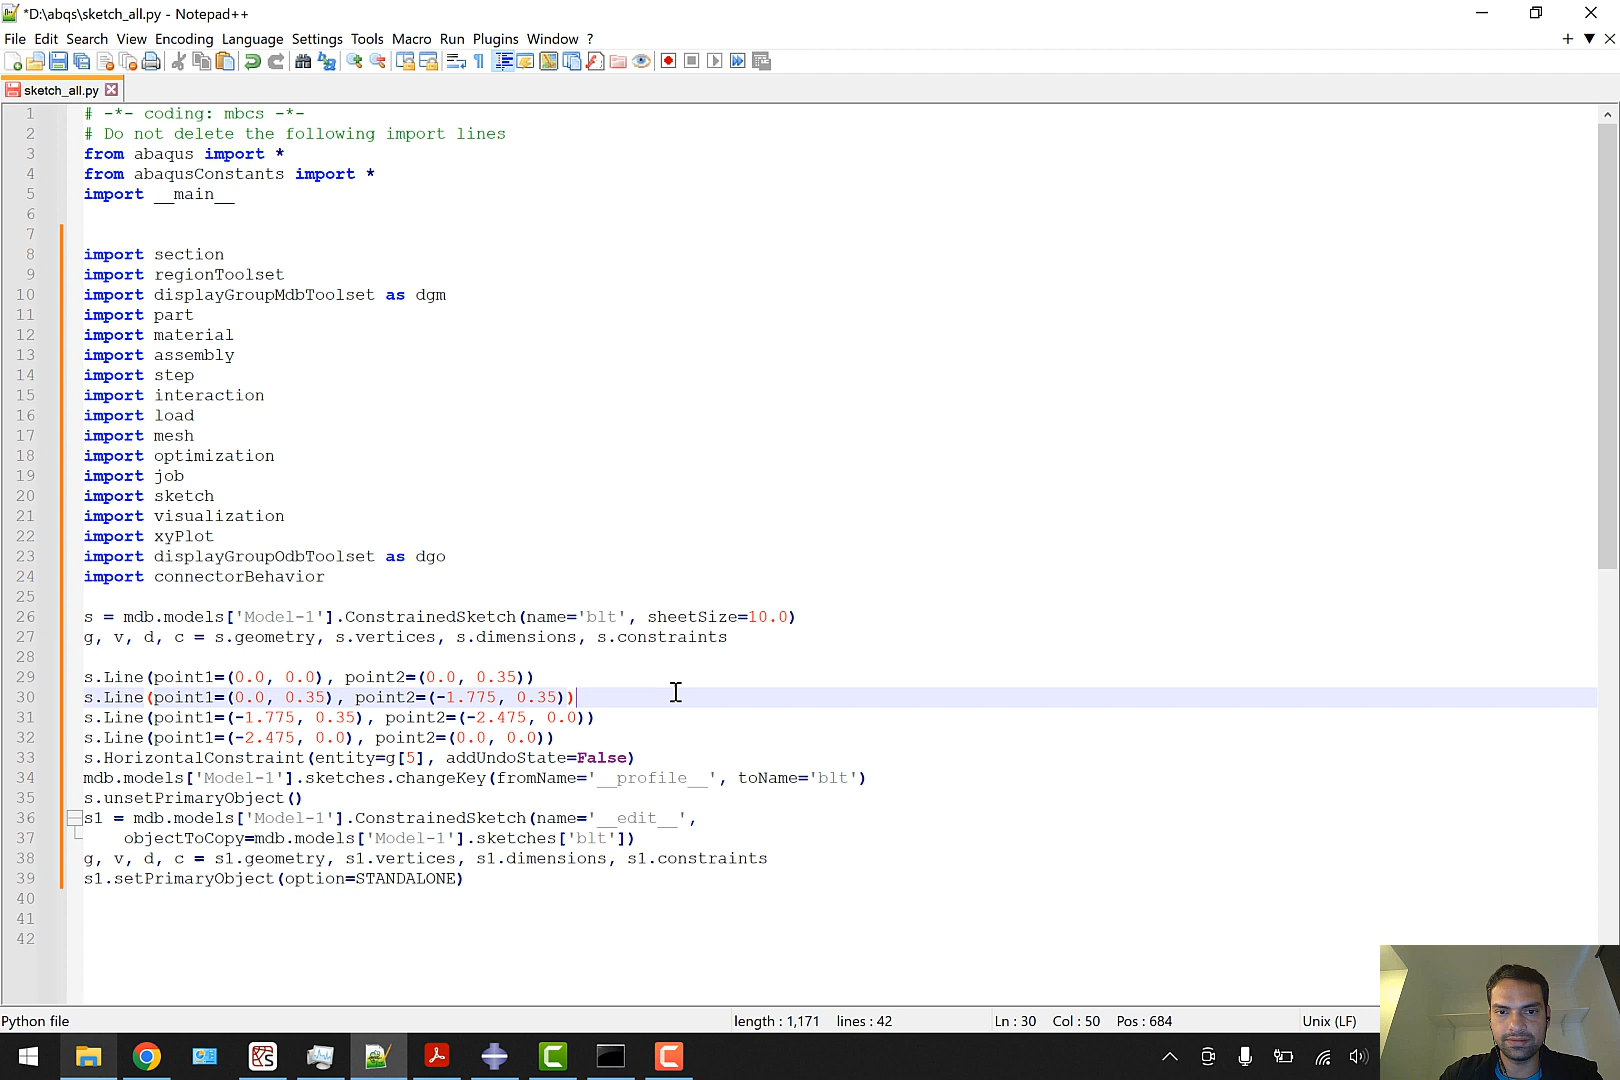 *D:\abqs\sketch_all.py - Notepad++
File Edit Search View Encoding Language Settings Tools Macro Run Plugins Window ?
sketch_all.py
1 # -*- coding: mbcs -*-
2 # Do not delete the following import lines
3 from abaqus import *
4 from abaqusConstants import *
5 import __main__
6
7
8 import section
9 import regionToolset
10 import displayGroupMdbToolset as dgm
11 import part
12 import material
13 import assembly
14 import step
15 import interaction
16 import load
17 import mesh
18 import optimization
19 import job
20 import sketch
21 import visualization
22 import xyPlot
23 import displayGroupOdbToolset as dgo
24 import connectorBehavior
25
26 s = mdb.models['Model-1'].ConstrainedSketch(name='blt', sheetSize=10.0)
27 g, v, d, c = s.geometry, s.vertices, s.dimensions, s.constraints
28
29 s.Line(point1=(0.0, 0.0), point2=(0.0, 0.35))
30 s.Line(point1=(0.0, 0.35), point2=(-1.775, 0.35))
31 s.Line(point1=(-1.775, 0.35), point2=(-2.475, 0.0))
32 s.Line(point1=(-2.475, 0.0), point2=(0.0, 0.0))
33 s.HorizontalConstraint(entity=g[5], addUndoState=False)
34 mdb.models['Model-1'].sketches.changeKey(fromName='__profile__', toName='blt')
35 s.unsetPrimaryObject()
36 s1 = mdb.models['Model-1'].ConstrainedSketch(name='__edit__',
37 objectToCopy=mdb.models['Model-1'].sketches['blt'])
38 g, v, d, c = s1.geometry, s1.vertices, s1.dimensions, s1.constraints
39 s1.setPrimaryObject(option=STANDALONE)
40
41
42
Python file length : 1,171 lines : 42 Ln : 30 Col : 50 Pos : 684 Unix (LF)